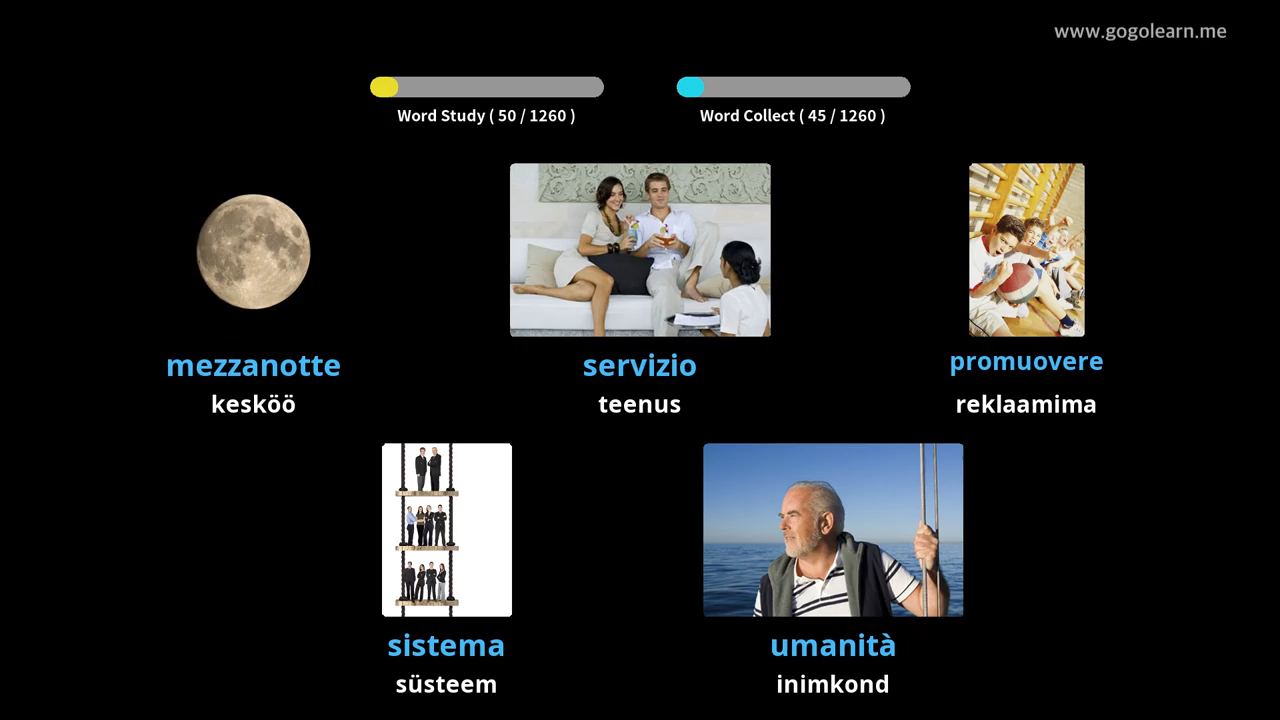 www.gogolearn.me
Word Study ( 50 / 1260 )
Word Collect ( 45 / 1260 )
mezzanotte
servizio
promuovere
kesköö
teenus
reklaamima
sistema
umanità
süsteem
inimkond